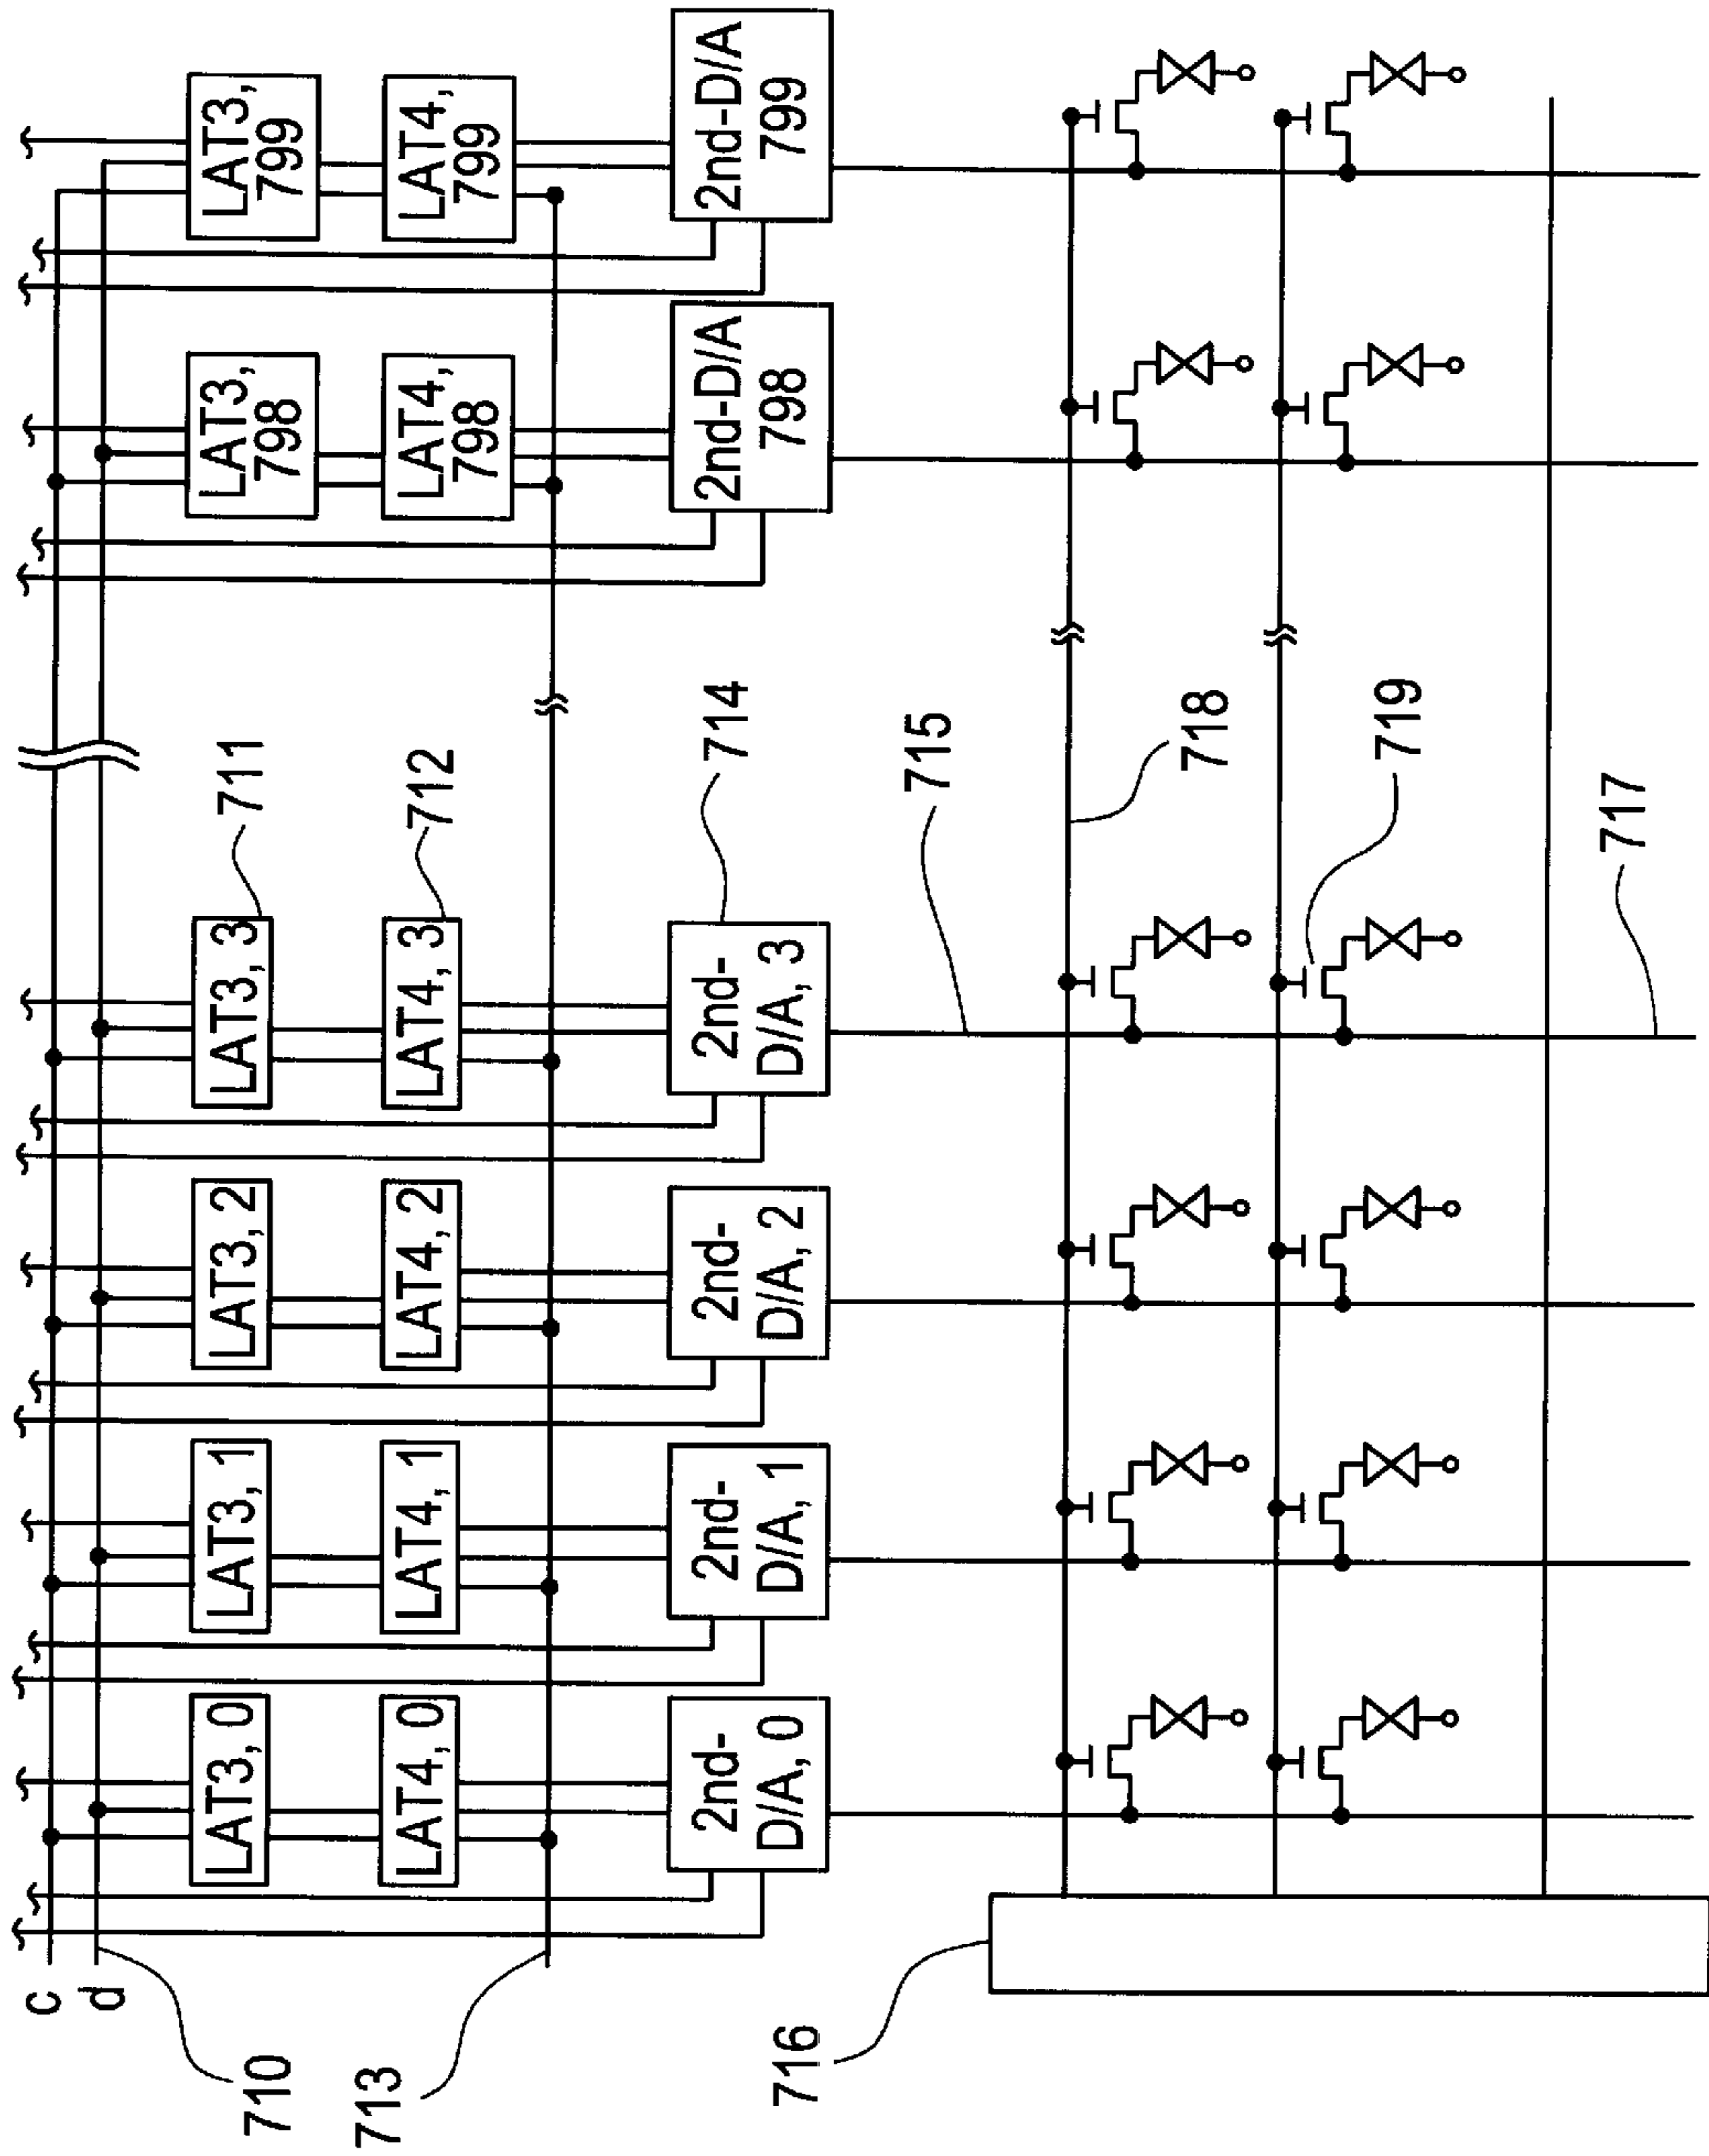 c
d
710
713
716
LAT3, 0
LAT3, 1
LAT3, 2
LAT3, 3
711
LAT3,
798
LAT3,
799
LAT4, 0
LAT4, 1
LAT4, 2
LAT4, 3
712
LAT4,
798
LAT4,
799
2nd-
D/A, 0
2nd-
D/A, 1
2nd-
D/A, 2
2nd-
D/A, 3
714
2nd-D/A
798
2nd-D/A
799
715
718
719
717